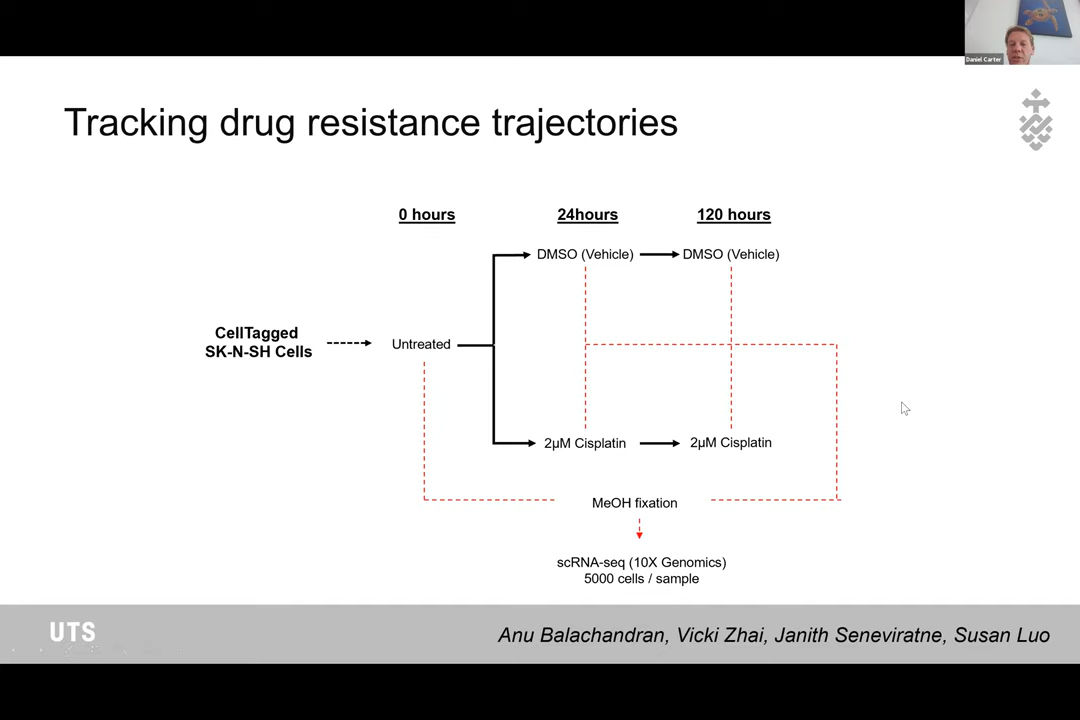 Daniel Carter
Tracking drug resistance trajectories
0 hours
24hours
120 hours
DMSO (Vehicle)
DMSO (Vehicle)
CellTagged
SK-N-SH Cells
Untreated
2µM Cisplatin
2µM Cisplatin
MeOH fixation
scRNA-seq (10X Genomics)
5000 cells / sample
UTS
Anu Balachandran, Vicki Zhai, Janith Seneviratne, Susan Luo